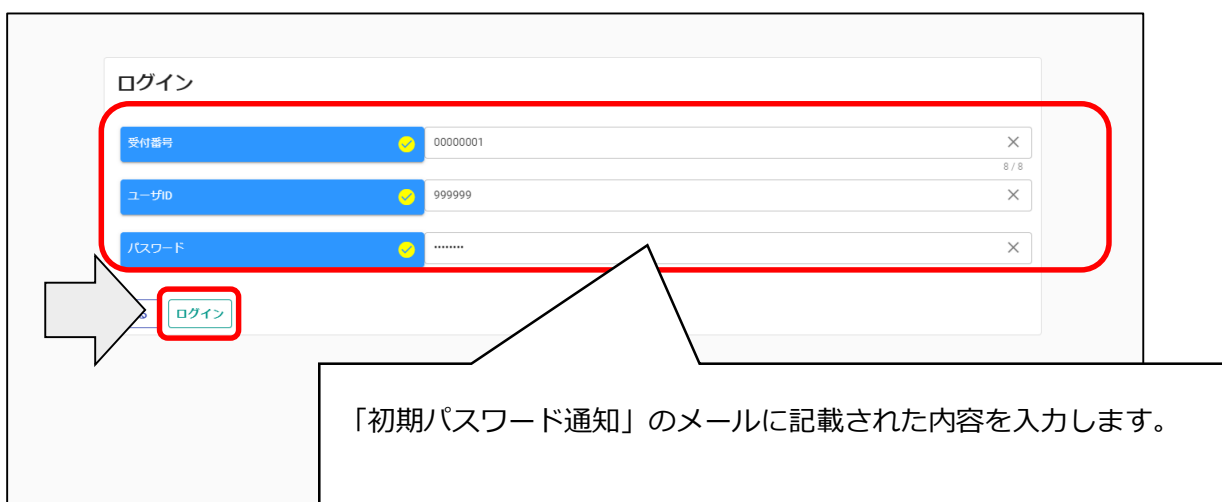 ログイン
受付番号 00000001
8 / 8
ユーザID 999999
パスワード ••••••••
ログイン
「初期パスワード通知」のメールに記載された内容を入力します。